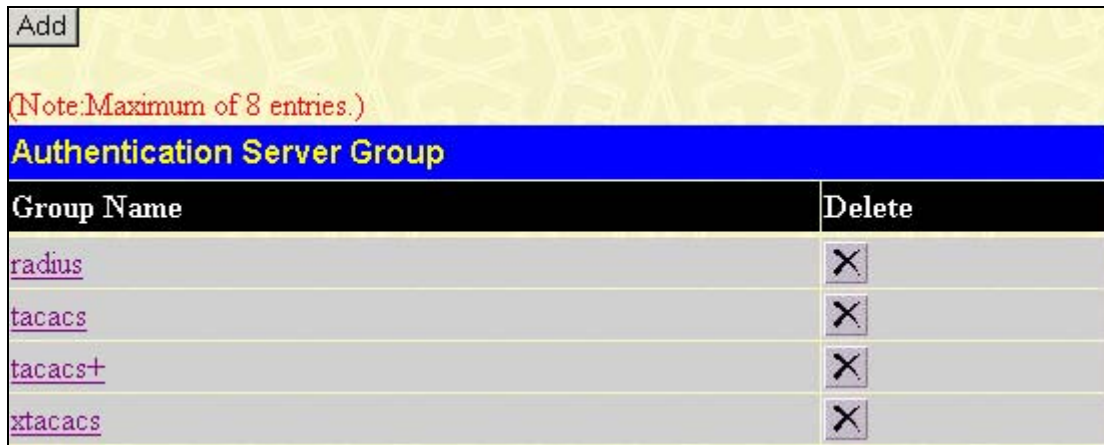 Add
(Note:Maximum of 8 entries.)
Authentication Server Group
Group Name Delete
radius
tacacs
tacacs+
xtacacs